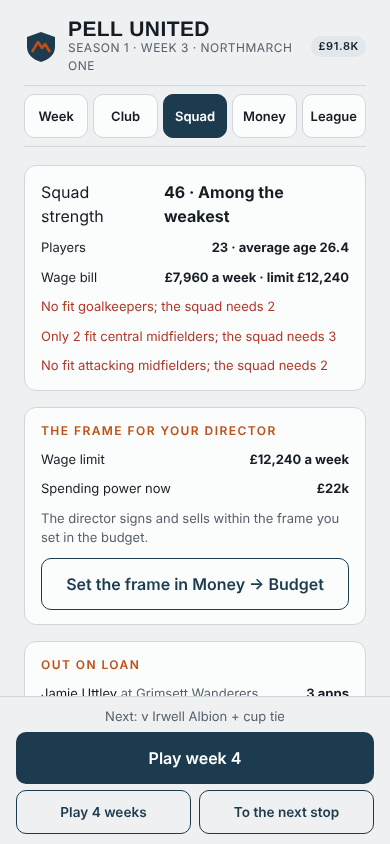 PELL UNITED
SEASON 1 · WEEK 3 · NORTHMARCH
ONE
£91.8K
Week
Club
Squad
Money
League
Squad strength
46 · Among the weakest
Players
23 · average age 26.4
Wage bill
£7,960 a week · limit £12,240
No fit goalkeepers; the squad needs 2
Only 2 fit central midfielders; the squad needs 3
No fit attacking midfielders; the squad needs 2
THE FRAME FOR YOUR DIRECTOR
Wage limit
£12,240 a week
Spending power now
£22k
The director signs and sells within the frame you
set in the budget.
Set the frame in Money → Budget
OUT ON LOAN
Jamie Uttley at Grimsett Wanderers
3 apps
Next: v Irwell Albion + cup tie
Play week 4
Play 4 weeks
To the next stop